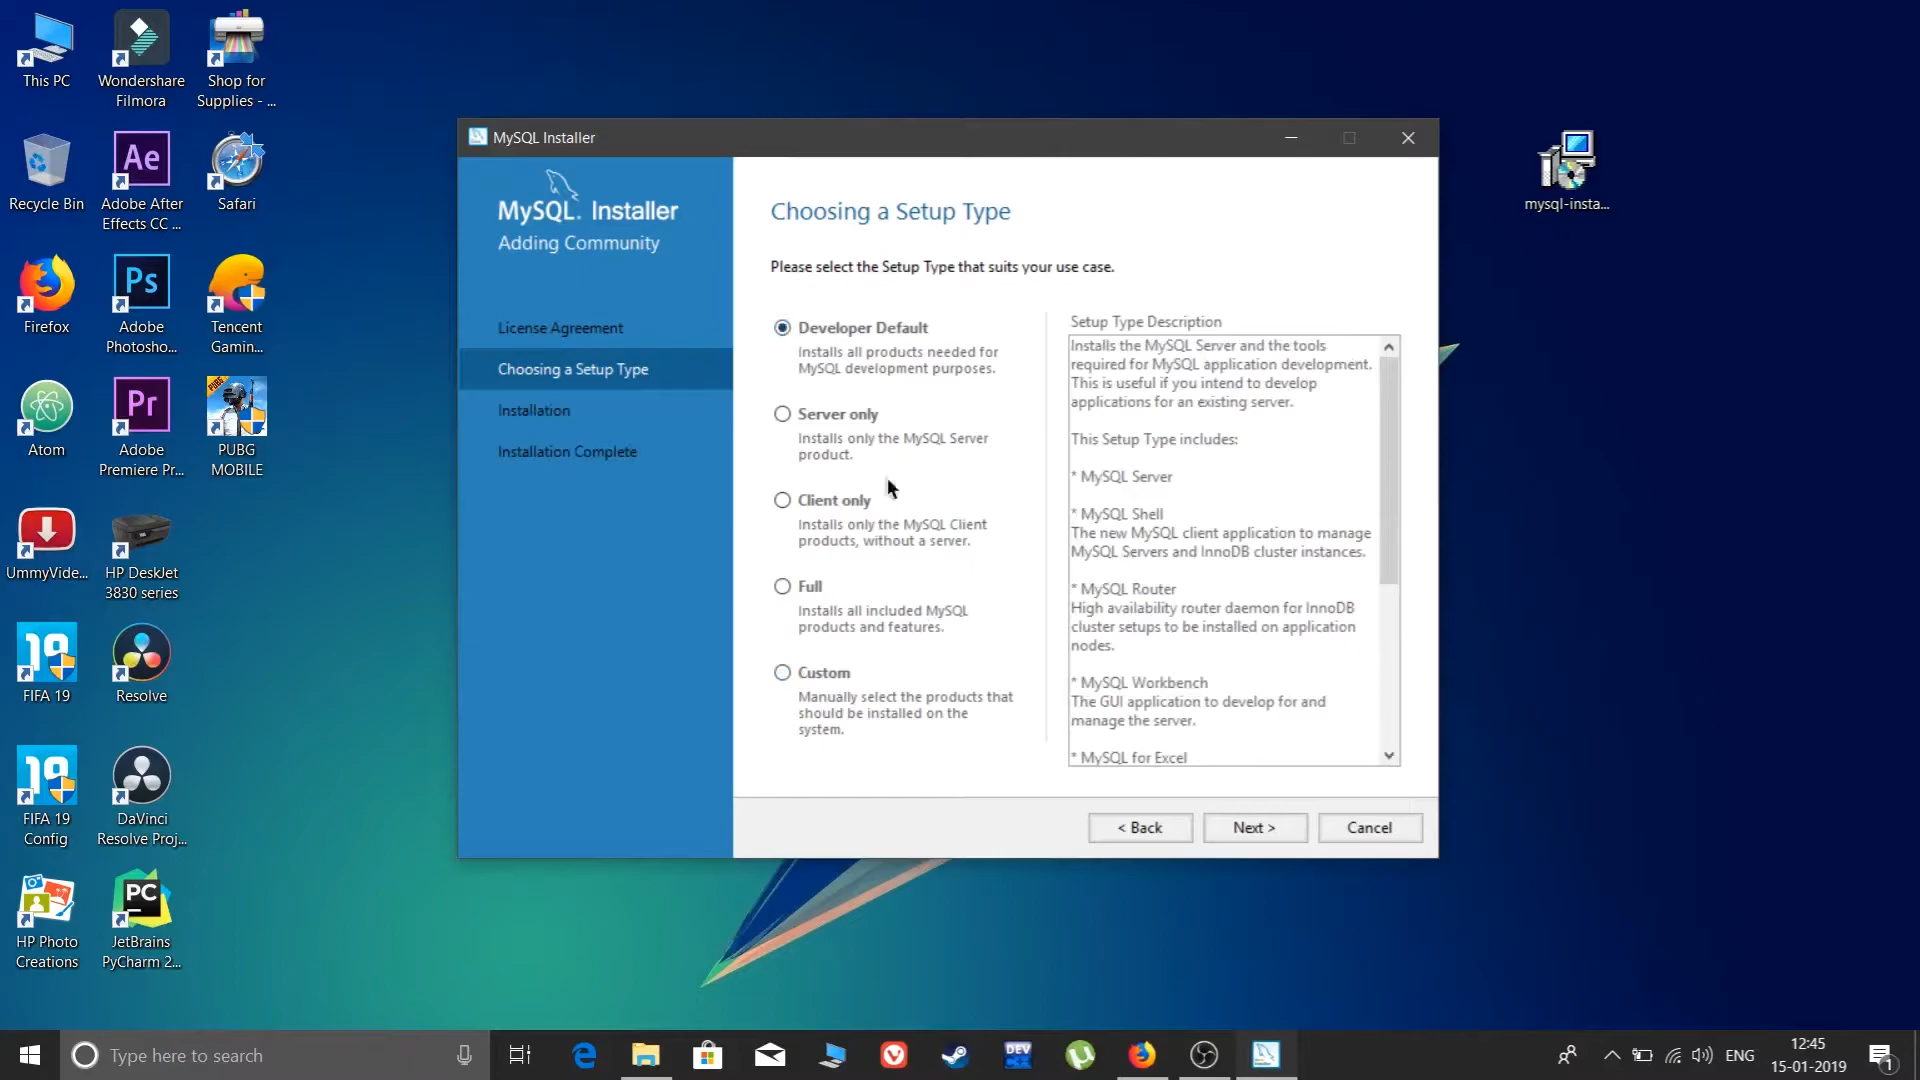 This PC
Wondershare
Filmora
Shop for
Supplies - ...
Recycle Bin
Ae
Adobe After
Effects CC ...
Safari
Firefox
Ps
Adobe
Photosho...
Tencent
Gamin...
Atom
Pr
Adobe
Premiere Pr...
PUBG
PUBG
MOBILE
UmmyVide...
HP DeskJet
3830 series
19
FIFA 19
Resolve
19
FIFA 19
Config
DaVinci
Resolve Proj...
HP Photo
Creations
PC
JetBrains
PyCharm 2...
mysql-insta...
MySQL Installer
MySQL. Installer
Adding Community
License Agreement
Choosing a Setup Type
Installation
Installation Complete
Choosing a Setup Type
Please select the Setup Type that suits your use case.
Developer Default
Installs all products needed for
MySQL development purposes.
Server only
Installs only the MySQL Server
product.
Client only
Installs only the MySQL Client
products, without a server.
Full
Installs all included MySQL
products and features.
Custom
Manually select the products that
should be installed on the
system.
Setup Type Description
Installs the MySQL Server and the tools
required for MySQL application development.
This is useful if you intend to develop
applications for an existing server.
This Setup Type includes:
* MySQL Server
* MySQL Shell
The new MySQL client application to manage
MySQL Servers and InnoDB cluster instances.
* MySQL Router
High availability router daemon for InnoDB
cluster setups to be installed on application
nodes.
* MySQL Workbench
The GUI application to develop for and
manage the server.
* MySQL for Excel
< Back
Next >
Cancel
Type here to search
DEV
ENG
12:45
15-01-2019
1